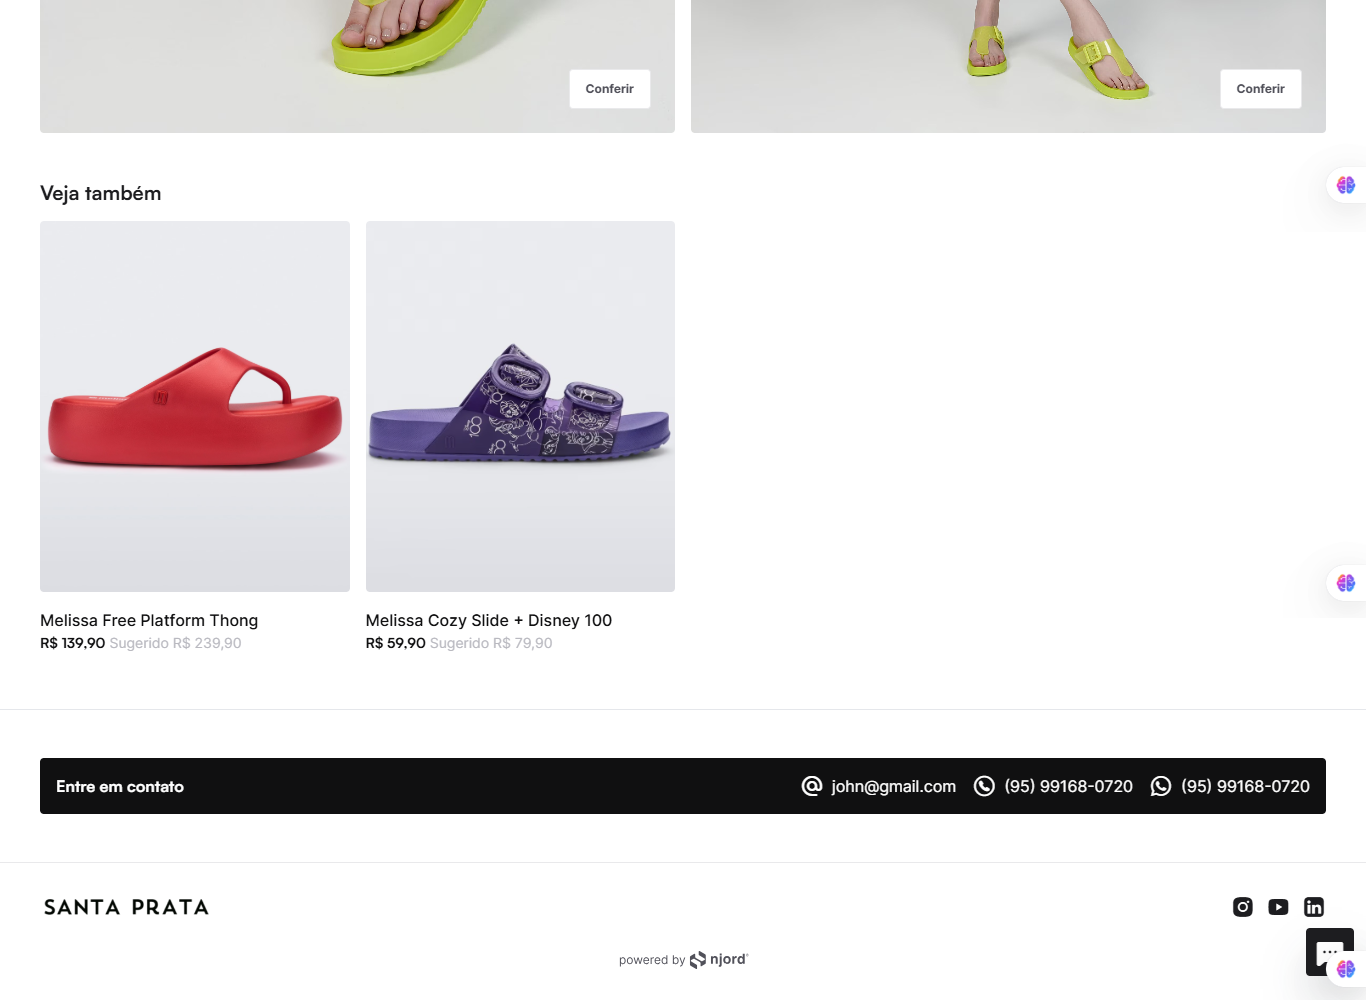 Conferir
Conferir
Veja também
Melissa Free Platform Thong
R$ 139,90 Sugerido R$ 239,90
Melissa Cozy Slide + Disney 100
R$ 59,90 Sugerido R$ 79,90
Entre em contato
john@gmail.com
(95) 99168-0720
(95) 99168-0720
SANTA PRATA
powered by njord